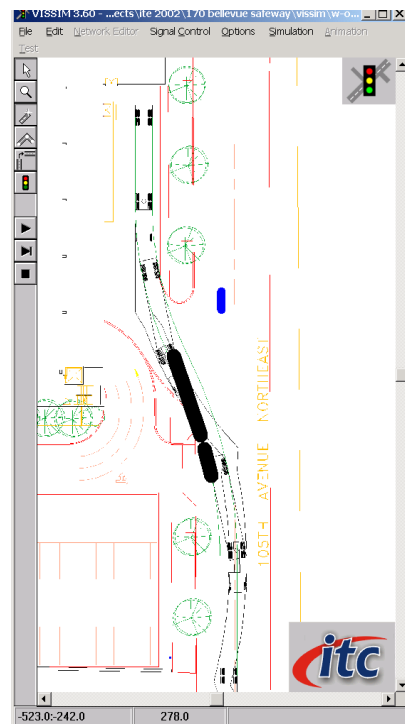 VISSIM 3.60 - ...ects\ite 2002\170 bellevue safeway\vissim\w-o...
File Edit Network Editor Signal Control Options Simulation Animation
Test
105TH AVENUE NORTHEAST
St.
itc
-523.0:-242.0 278.0